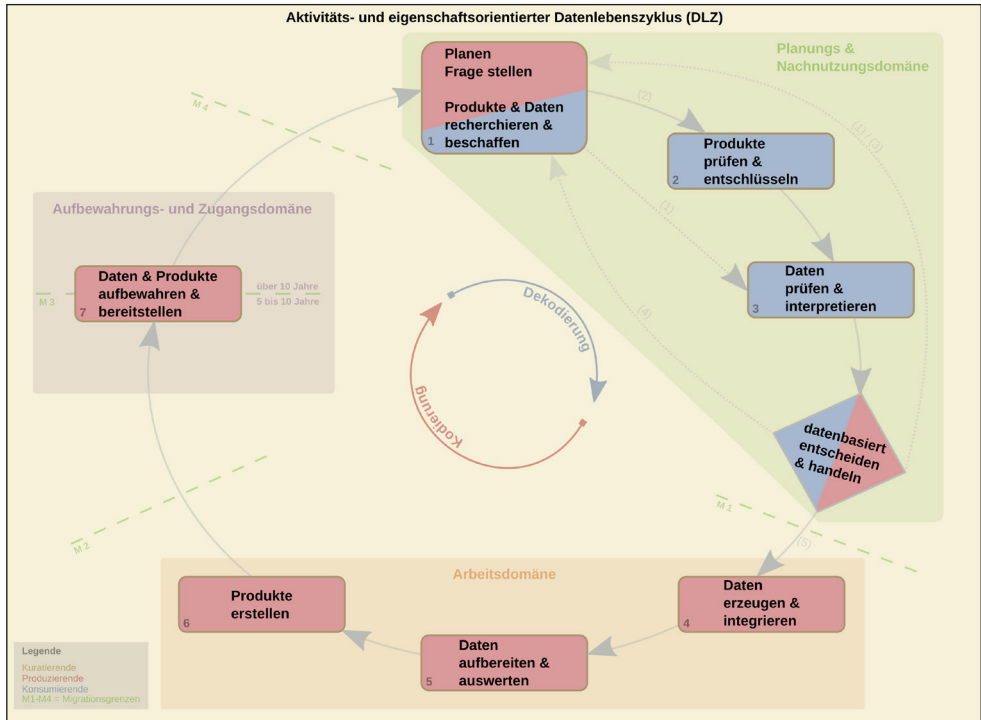 Aktivitäts- und eigenschaftsorientierter Datenlebenszyklus (DLZ)
Planungs &
Nachnutzungsdomäne
Planen
Frage stellen
Produkte & Daten
recherchieren &
beschaffen
1
(2)
(1) (3)
M 4
Produkte
prüfen &
entschlüsseln
2
Aufbewahrungs- und Zugangsdomäne
(1)
Daten & Produkte
aufbewahren &
bereitstellen
7
M 3
über 10 Jahre
5 bis 10 Jahre
Daten
prüfen &
interpretieren
3
Dekodierung
Kodierung
(4)
datenbasiert
entscheiden
& handeln
M 1
M 2
(5)
Arbeitsdomäne
Produkte
erstellen
6
Daten
erzeugen &
integrieren
4
Daten
aufbereiten &
auswerten
5
Legende
Kuratierende
Produzierende
Konsumierende
M1-M4 = Migrationsgrenzen